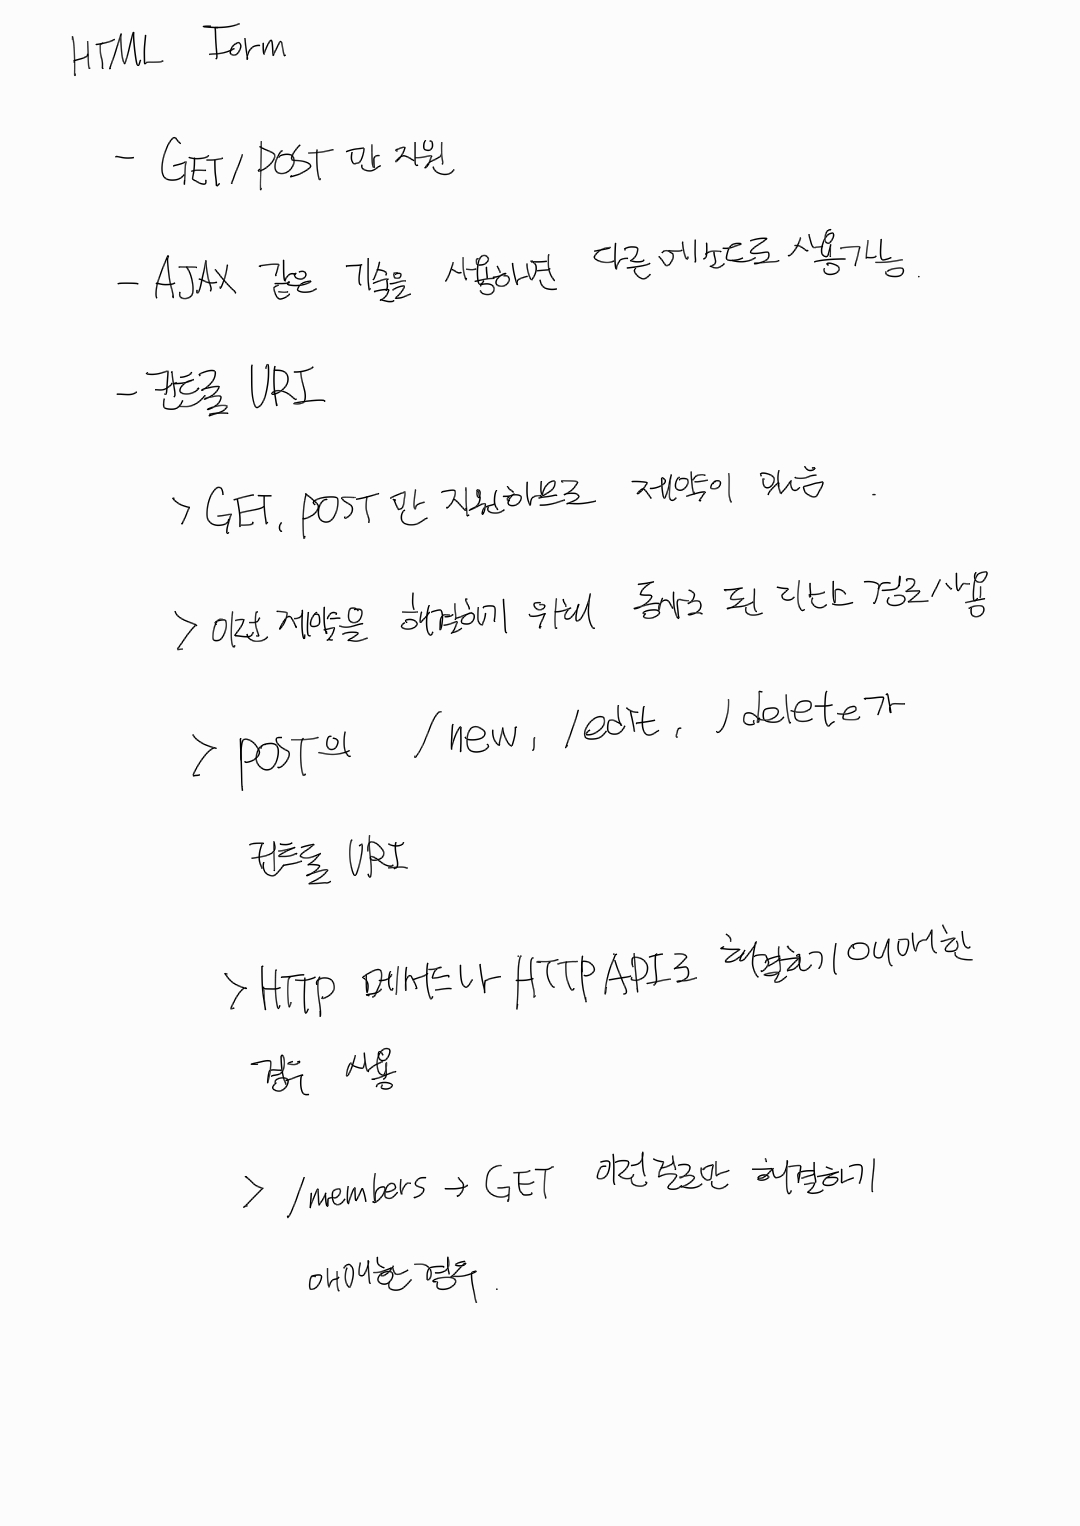 HTML Form
- GET/POST 만 지원
- AJAX 같은 기술을 사용하면 다른 메소드로 사용가능.
- 컨트롤 URI
> GET, POST 만 지원하므로 제약이 있음.
> 이런 제약을 해결하기 위해 동사로 된 리소스 경로 사용
> POST의 /new, /edit, /delete가
컨트롤 URI
> HTTP 메서드나 HTTP API로 해결하기 애매한
경우 사용
> /members → GET 이런 걸로만 해결하기
애매한 경우.